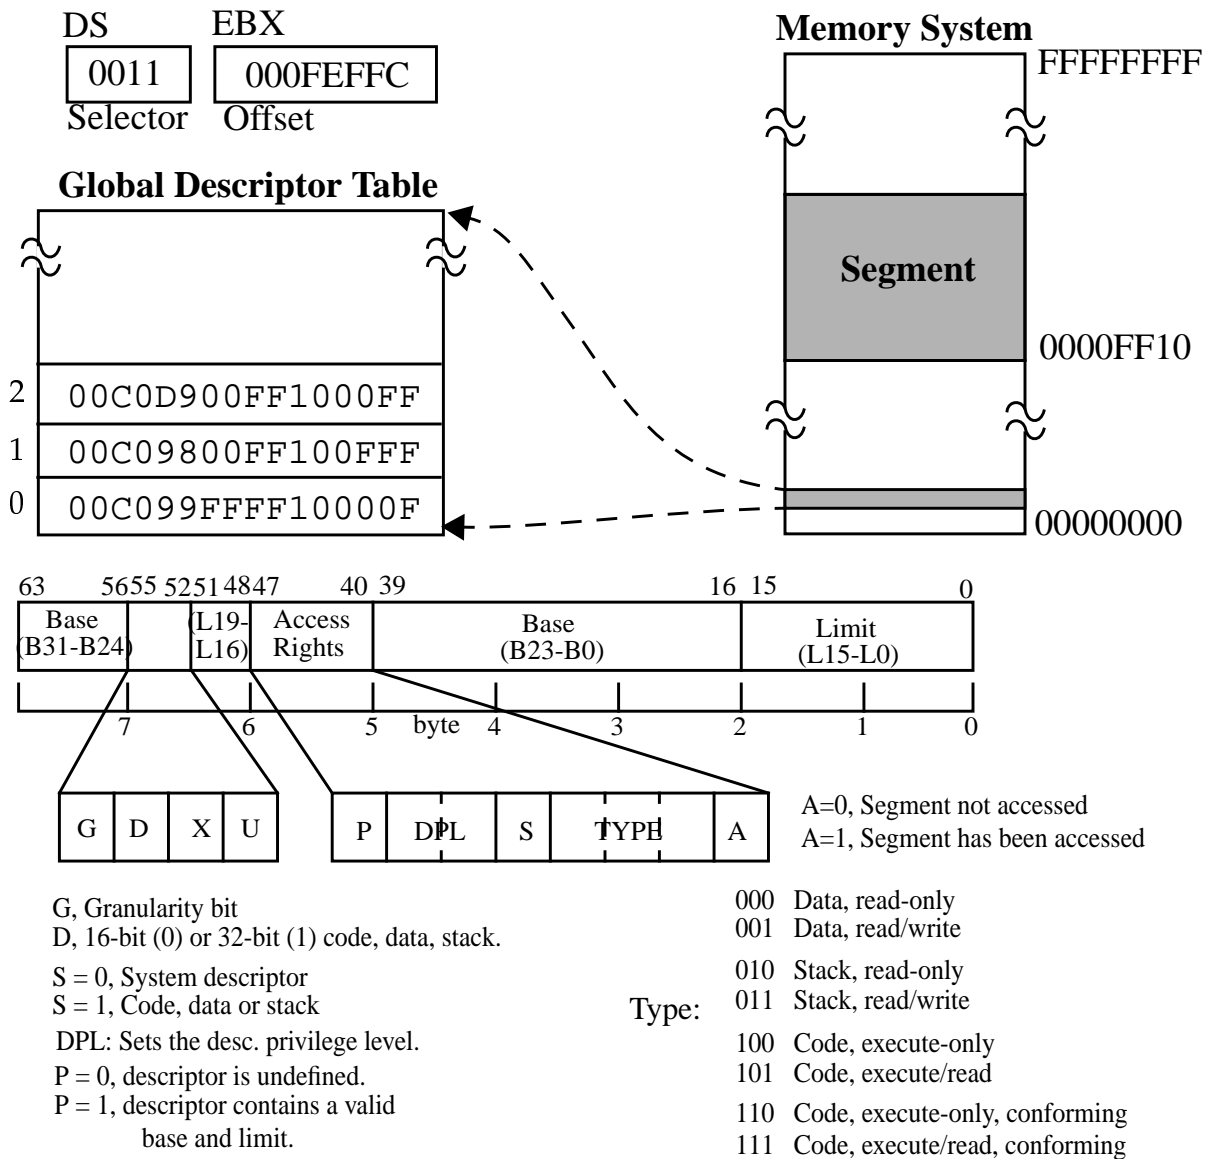 DS EBX
0011 000FEFFC
Selector Offset
Memory System
FFFFFFFF
Global Descriptor Table
Segment
0000FF10
2 00C0D900FF1000FF
1 00C09800FF100FFF
0 00C099FFFF10000F
00000000
63 56 55 52 51 48 47 40 39 16 15 0
Base
(B31-B24)
(L19-
L16)
Access
Rights
Base
(B23-B0)
Limit
(L15-L0)
7 6 5 byte 4 3 2 1 0
G D X U
P DPL S TYPE A
A=0, Segment not accessed
A=1, Segment has been accessed
G, Granularity bit
D, 16-bit (0) or 32-bit (1) code, data, stack.
S = 0, System descriptor
S = 1, Code, data or stack
DPL: Sets the desc. privilege level.
P = 0, descriptor is undefined.
P = 1, descriptor contains a valid
base and limit.
Type:
000 Data, read-only
001 Data, read/write
010 Stack, read-only
011 Stack, read/write
100 Code, execute-only
101 Code, execute/read
110 Code, execute-only, conforming
111 Code, execute/read, conforming